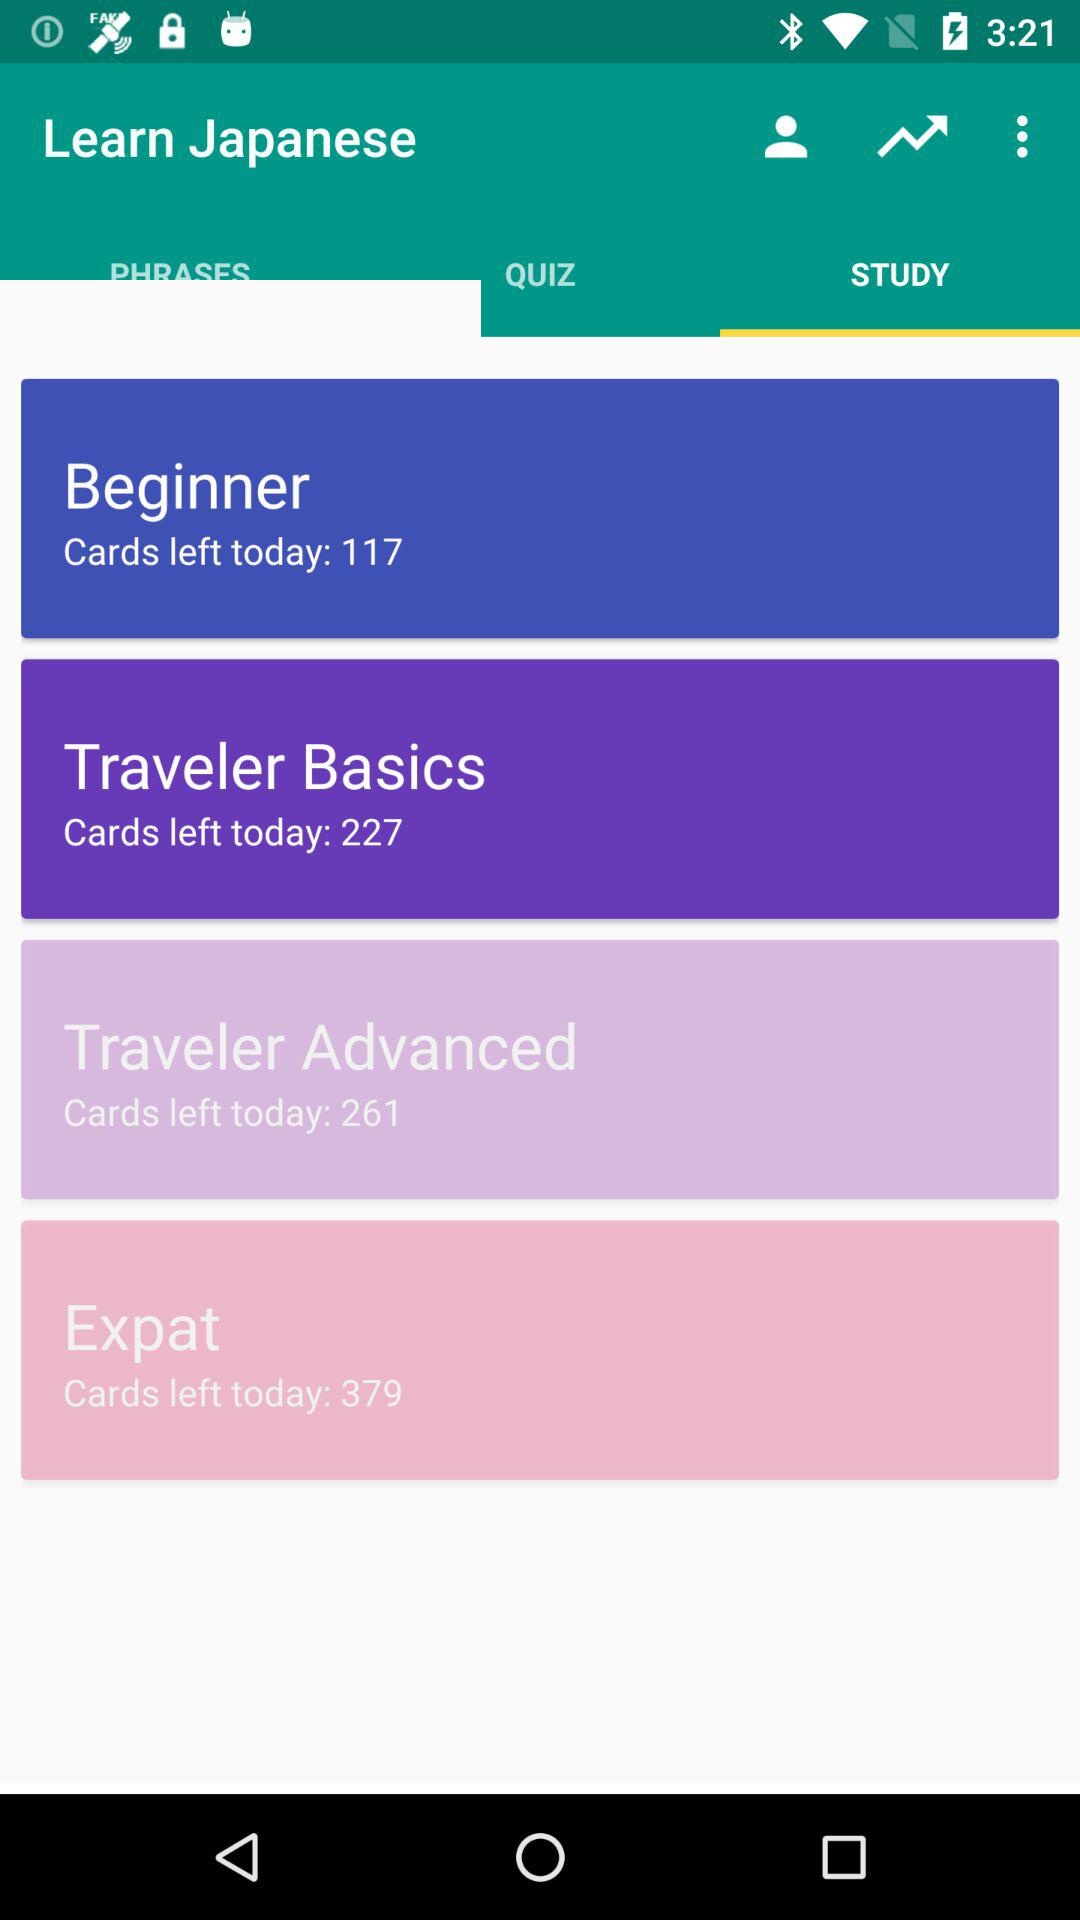 FAKE
3:21
Learn Japanese
PHRASES
QUIZ
STUDY
Beginner
Cards left today: 117
Traveler Basics
Cards left today: 227
Traveler Advanced
Cards left today: 261
Expat
Cards left today: 379